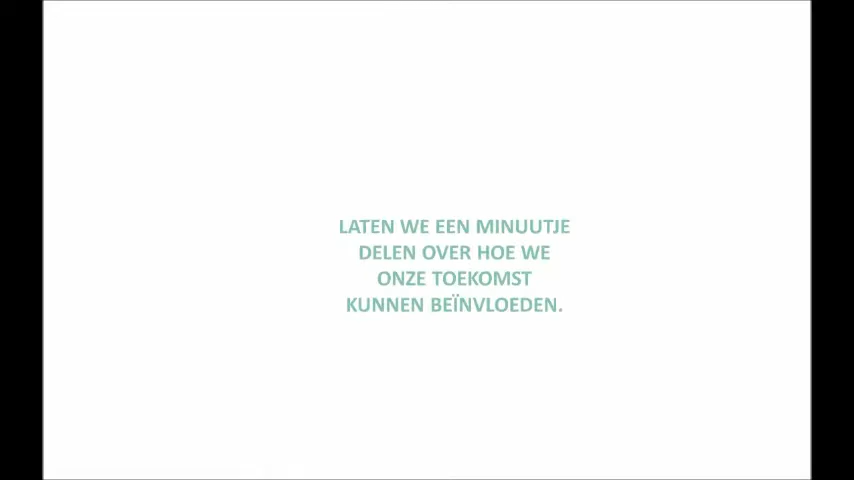 LATEN WE EEN MINUUTJE
DELEN OVER HOE WE
ONZE TOEKOMST
KUNNEN BEÏNVLOEDEN.